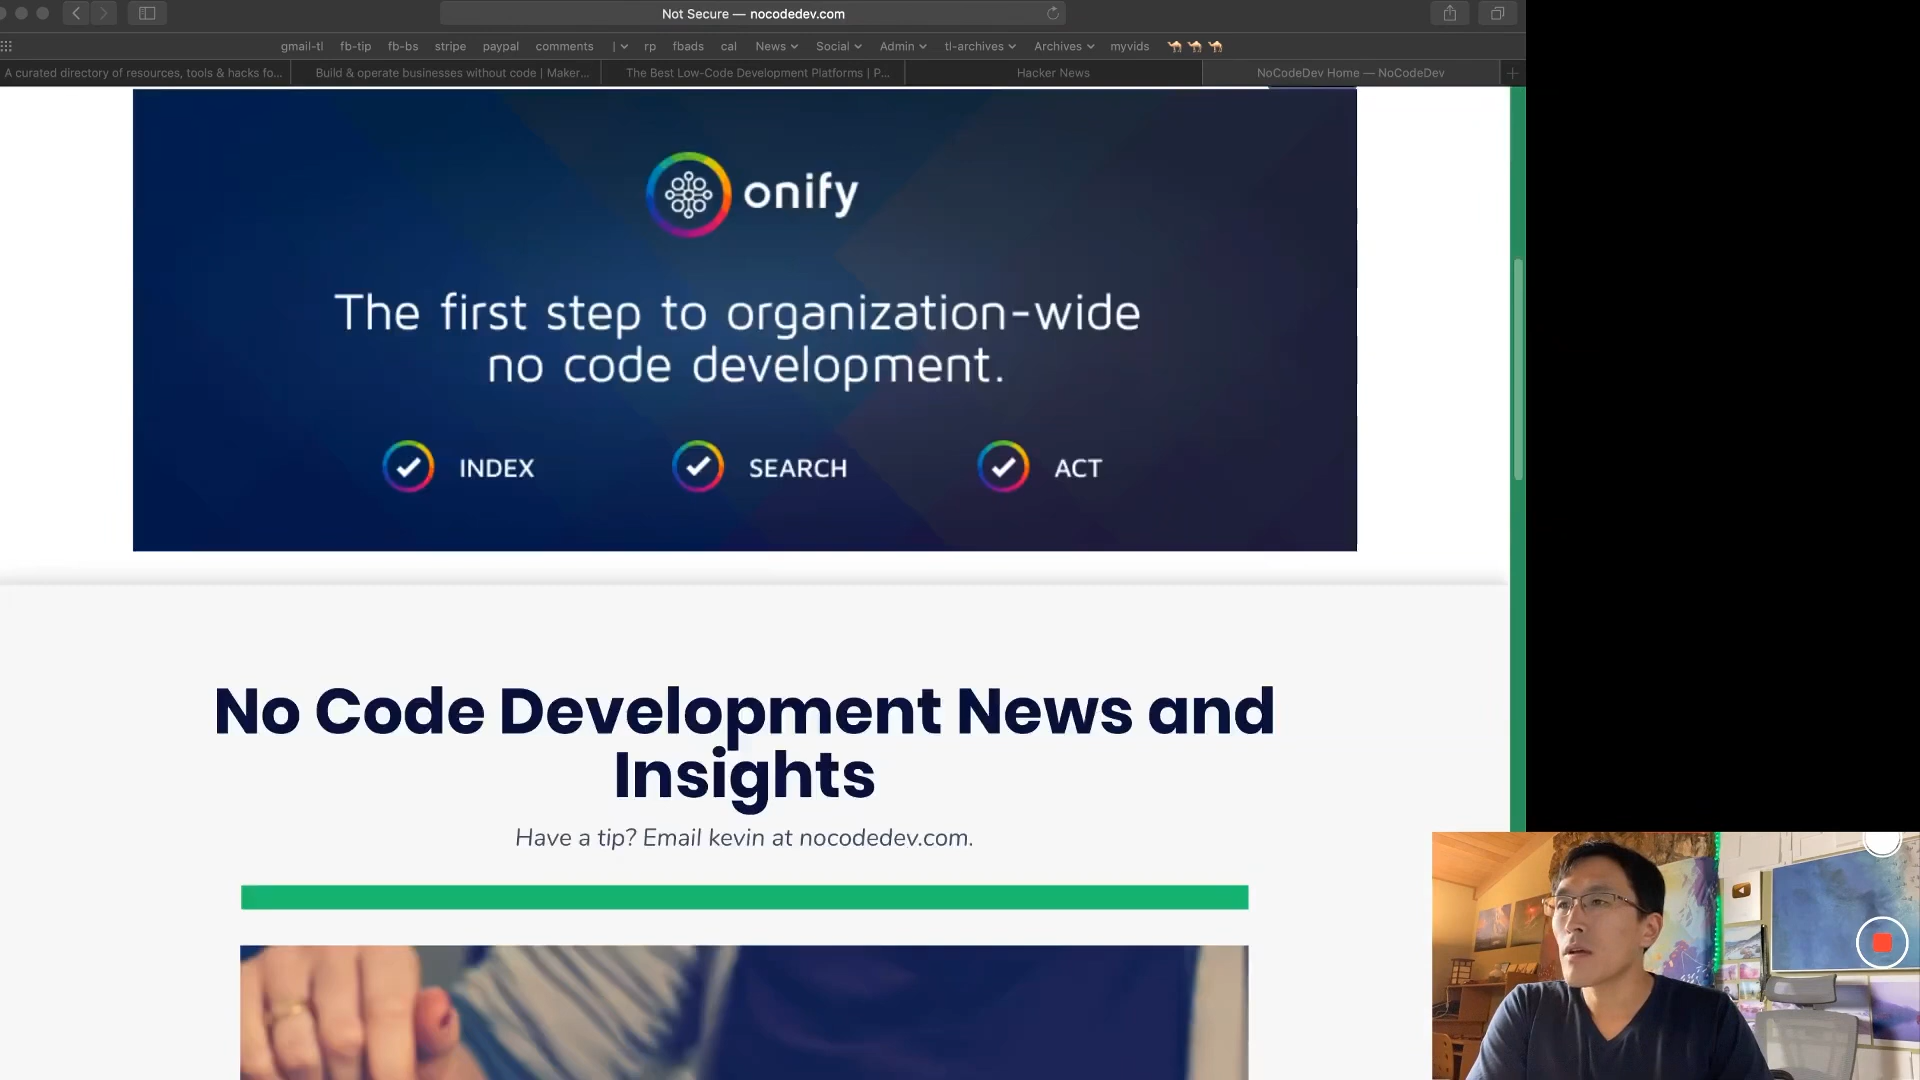 Not Secure — nocodedev.com
gmail-tl fb-tip fb-bs stripe paypal comments | rp fbads cal News Social Admin tl-archives Archives myvids
A curated directory of resources, tools & hacks fo... Build & operate businesses without code | Maker... The Best Low-Code Development Platforms | P... Hacker News NoCodeDev Home — NoCodeDev
onify
The first step to organization-wide
no code development.
INDEX SEARCH ACT
No Code Development News and
Insights
Have a tip? Email kevin at nocodedev.com.